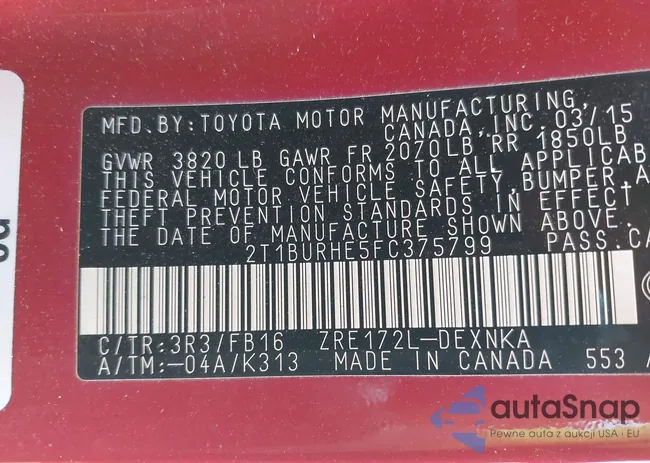 MFD. BY: TOYOTA MOTOR MANUFACTURING,
CANADA, INC. 03/15
GVWR 3820 LB GAWR FR 2070LB RR 1850LB
THIS VEHICLE CONFORMS TO ALL APPLICAB
FEDERAL MOTOR VEHICLE SAFETY, BUMPER A
THEFT PREVENTION STANDARDS IN EFFECT
THE DATE OF MANUFACTURE SHOWN ABOVE.
2T1BURHE5FC375799 PASS. CA
C/TR: 3R3/FB16 ZRE172L-DEXNKA
A/TM: -04A/K313 MADE IN CANADA 553 A
autaSnap
Pewne auta z aukcji USA i EU